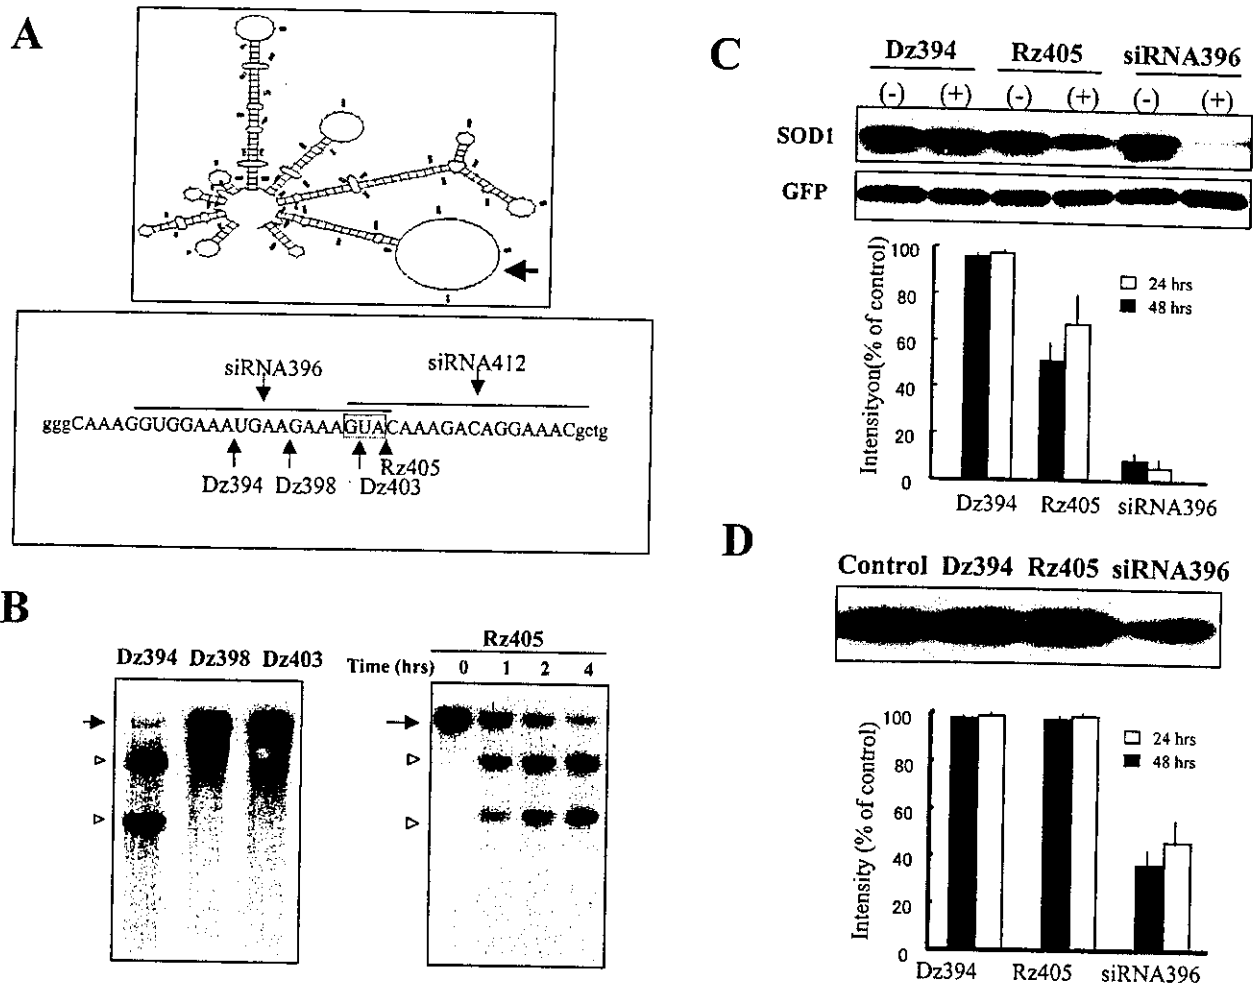 A
siRNA396
siRNA412
gggCAAAGGUGGAAAUGAAGAAAGUACAAAGACAGGAAACgctg
Rz405
Dz394 Dz398 Dz403
B
Dz394 Dz398 Dz403
Rz405
Time (hrs) 0 1 2 4
C
Dz394 Rz405 siRNA396
(-) (+) (-) (+) (-) (+)
SOD1
GFP
Intensityon(% of control)
100
80
60
40
20
0
24 hrs
48 hrs
Dz394 Rz405 siRNA396
D
Control Dz394 Rz405 siRNA396
Intensity (% of control)
100
80
60
40
20
0
24 hrs
48 hrs
Dz394 Rz405 siRNA396